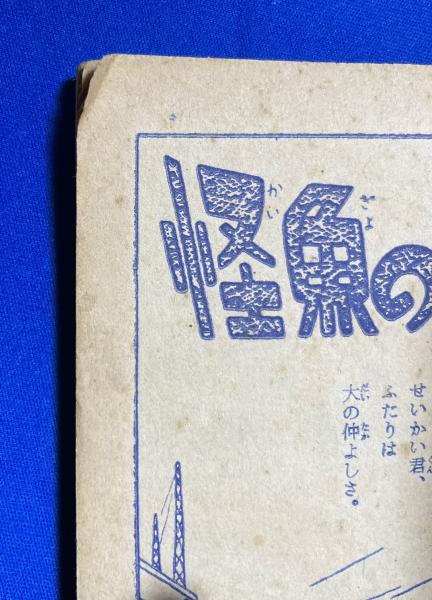 怪魚の
かい ぎょ
せいかい君、
ふたりは
大の仲よしさ。
だい なか